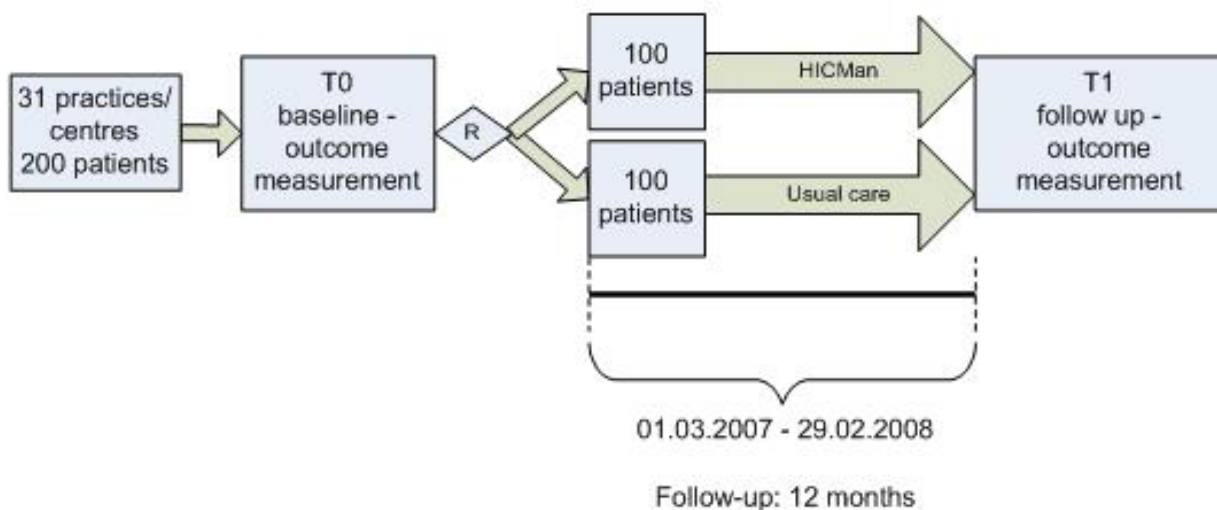 31 practices/
centres
200 patients
T0
baseline -
outcome
measurement
R
100
patients
HICMan
100
patients
Usual care
T1
follow up -
outcome
measurement
01.03.2007 - 29.02.2008
Follow-up: 12 months